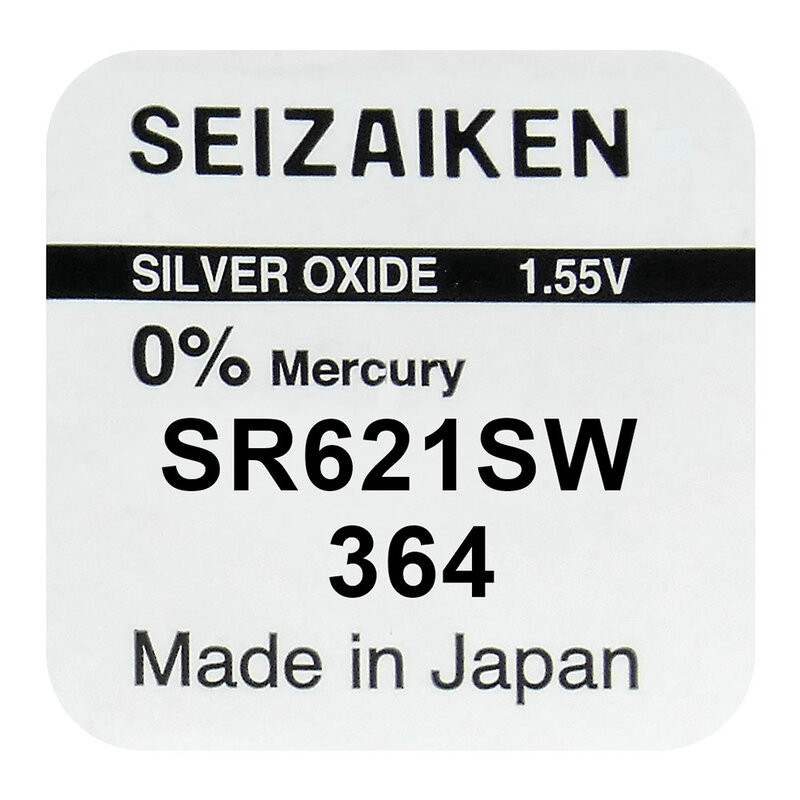 SEIZAIKEN
SILVER OXIDE 1.55V
0% Mercury
SR621SW
364
Made in Japan